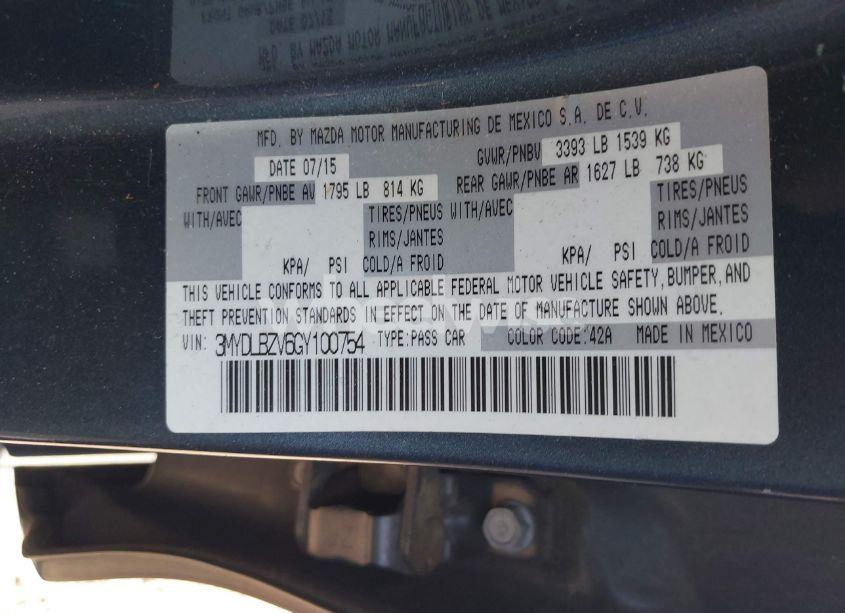 MFD. BY MAZDA MOTOR MANUFACTURING DE MEXICO S.A. DE C.V.
DATE 07/15 GVWR/PNBV 3393 LB 1539 KG
FRONT GAWR/PNBE AV 1795 LB 814 KG REAR GAWR/PNBE AR 1627 LB 738 KG
WITH/AVEC TIRES/PNEUS WITH/AVEC TIRES/PNEUS
RIMS/JANTES RIMS/JANTES
KPA/ PSI COLD/A FROID KPA/ PSI COLD/A FROID
THIS VEHICLE CONFORMS TO ALL APPLICABLE FEDERAL MOTOR VEHICLE SAFETY, BUMPER, AND
THEFT PREVENTION STANDARDS IN EFFECT ON THE DATE OF MANUFACTURE SHOWN ABOVE.
VIN: 3MYDLBZV6GY100754 TYPE: PASS CAR COLOR CODE: 42A MADE IN MEXICO